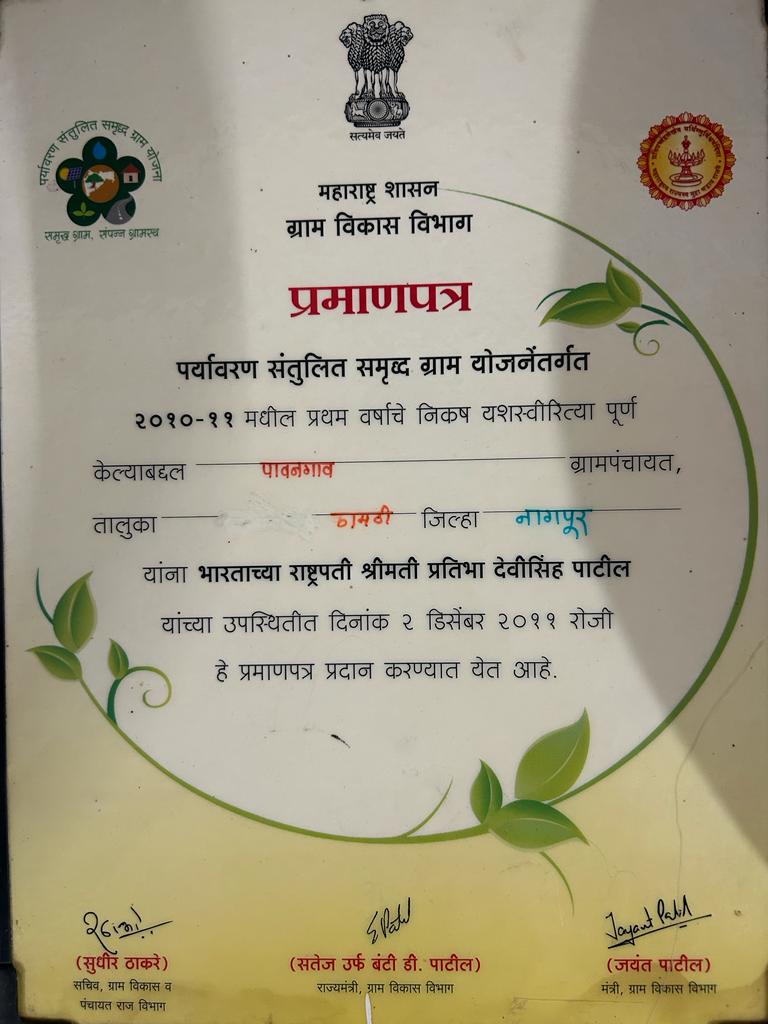 सत्यमेव जयते
पर्यावरण संतुलित समृध्द ग्राम योजना
समृध्द ग्राम, संपन्न ग्रामस्थ
महाराष्ट्र शासन
ग्राम विकास विभाग
प्रमाणपत्र
पर्यावरण संतुलित समृध्द ग्राम योजनेंतर्गत
२०१०-११ मधील प्रथम वर्षाचे निकष यशस्वीरित्या पूर्ण
केल्याबद्दल पावनगाव ग्रामपंचायत,
तालुका कामठी जिल्हा नागपूर
यांना भारताच्या राष्ट्रपती श्रीमती प्रतिभा देवीसिंह पाटील
यांच्या उपस्थितीत दिनांक २ डिसेंबर २०११ रोजी
हे प्रमाणपत्र प्रदान करण्यात येत आहे.
Jayant Patil
(सुधीर ठाकरे) (सतेज उर्फ बंटी डी. पाटील) (जयंत पाटील)
सचिव, ग्राम विकास व राज्यमंत्री, ग्राम विकास विभाग मंत्री, ग्राम विकास विभाग
पंचायत राज विभाग